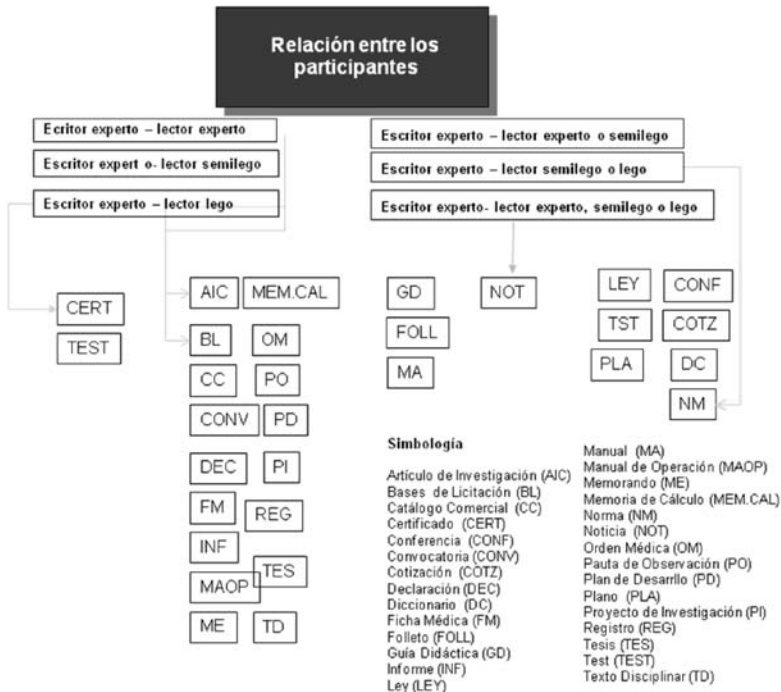 Relación entre los
participantes
Ecritor experto – lector experto
Escritor expert o- lector semilego
Escritor experto – lector lego
Escritor experto – lector experto o semilego
Escritor experto – lector semilego o lego
Escritor experto- lector experto, semilego o lego
CERT
TEST
AIC MEM.CAL
BL OM
CC PO
CONV PD
DEC PI
FM REG
INF
TES
MAOP
ME TD
GD NOT
FOLL
MA
LEY CONF
TST COTZ
PLA DC
NM
Simbología
Artículo de Investigación (AIC)
Bases de Licitación (BL)
Catálogo Comercial (CC)
Certificado (CERT)
Conferencia (CONF)
Convocatoria (CONV)
Cotización (COTZ)
Declaración (DEC)
Diccionario (DC)
Ficha Médica (FM)
Folleto (FOLL)
Guía Didáctica (GD)
Informe (INF)
Ley (LEY)
Manual (MA)
Manual de Operación (MAOP)
Memorando (ME)
Memoria de Cálculo (MEM.CAL)
Norma (NM)
Noticia (NOT)
Orden Médica (OM)
Pauta de Observación (PO)
Plan de Desarrllo (PD)
Plano (PLA)
Proyecto de Investigación (PI)
Registro (REG)
Tesis (TES)
Test (TEST)
Texto Disciplinar (TD)